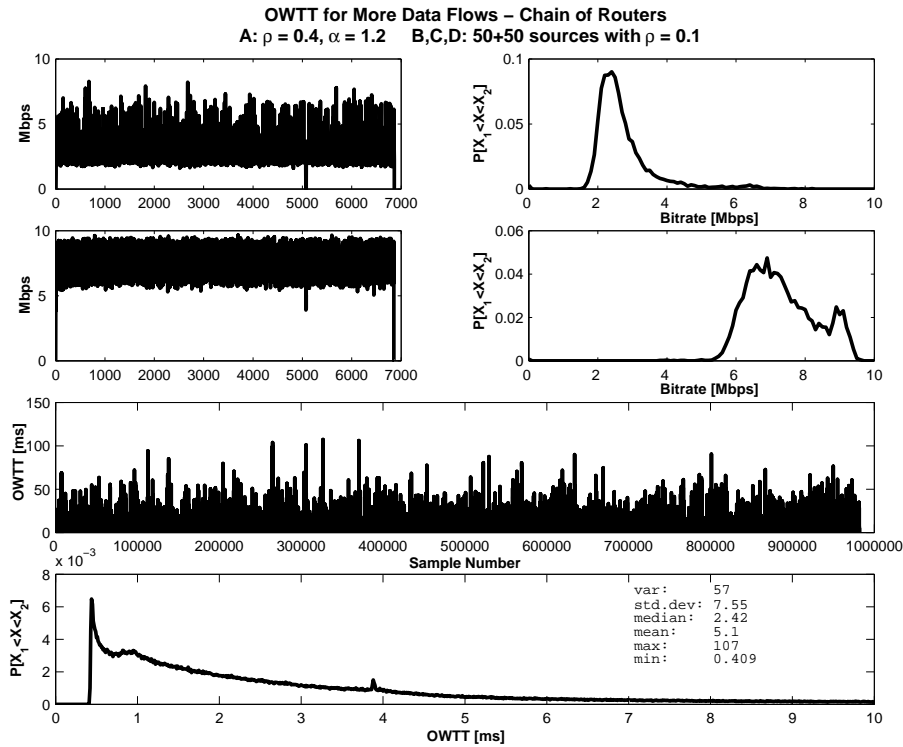 OWTT for More Data Flows – Chain of Routers
A: ρ = 0.4, α = 1.2 B,C,D: 50+50 sources with ρ = 0.1
10
5
0
Mbps
0 1000 2000 3000 4000 5000 6000 7000
0.1
0.05
0
P[X₁<X<X₂]
0 2 4 6 8 10
Bitrate [Mbps]
10
5
0
Mbps
0 1000 2000 3000 4000 5000 6000 7000
0.06
0.04
0.02
0
P[X₁<X<X₂]
0 2 4 6 8 10
Bitrate [Mbps]
150
100
50
0
OWTT [ms]
0 100000 200000 300000 400000 500000 600000 700000 800000 900000 1000000
Sample Number
x 10⁻³
8
6
4
2
0
P[X₁<X<X₂]
var: 57
std.dev: 7.55
median: 2.42
mean: 5.1
max: 107
min: 0.409
0 1 2 3 4 5 6 7 8 9 10
OWTT [ms]